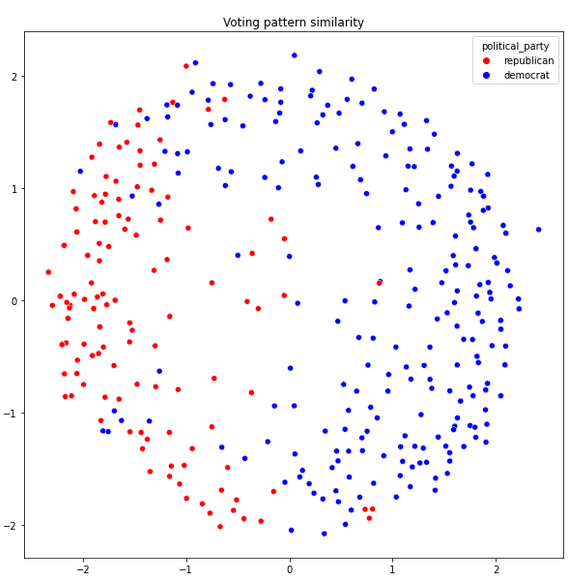 Voting pattern similarity
political_party
republican
democrat
2
1
0
−1
−2
−2
−1
0
1
2